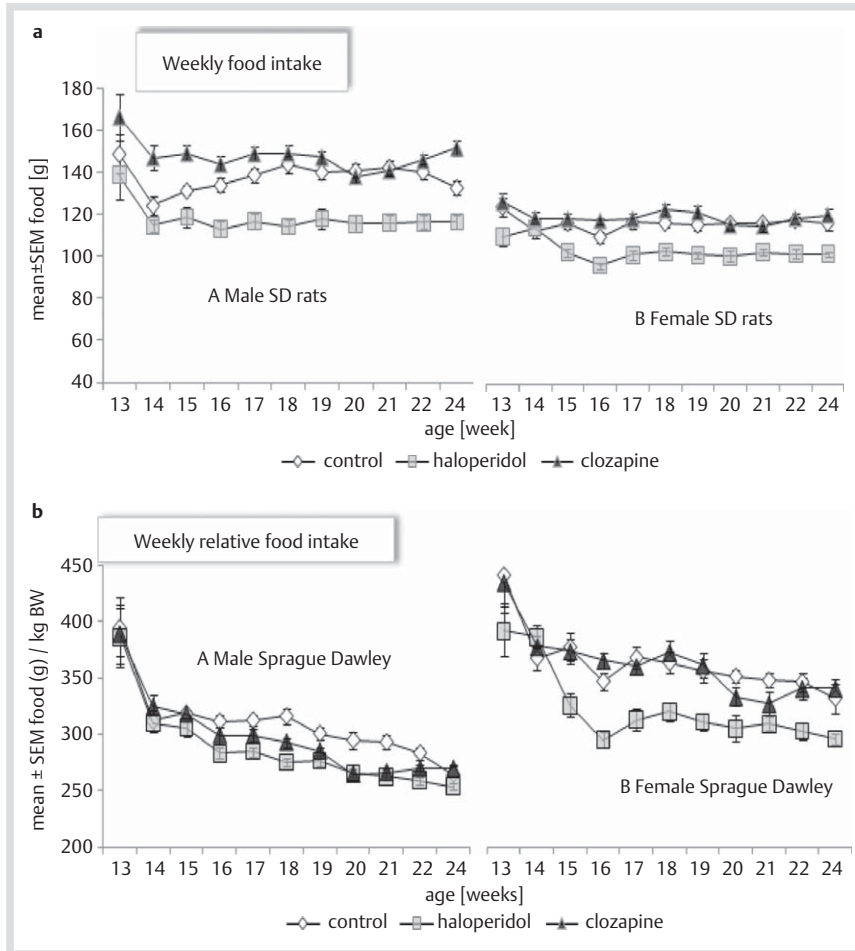 a
Weekly food intake
mean±SEM food [g]
180
160
140
120
100
80
60
40
A Male SD rats
B Female SD rats
13 14 15 16 17 18 19 20 21 22 24
13 14 15 16 17 18 19 20 21 22 24
age [week]
control haloperidol clozapine
b
Weekly relative food intake
mean ± SEM food (g) / kg BW
450
400
350
300
250
200
A Male Sprague Dawley
B Female Sprague Dawley
13 14 15 16 17 18 19 20 21 22 24
13 14 15 16 17 18 19 20 21 22 24
age [weeks]
control haloperidol clozapine